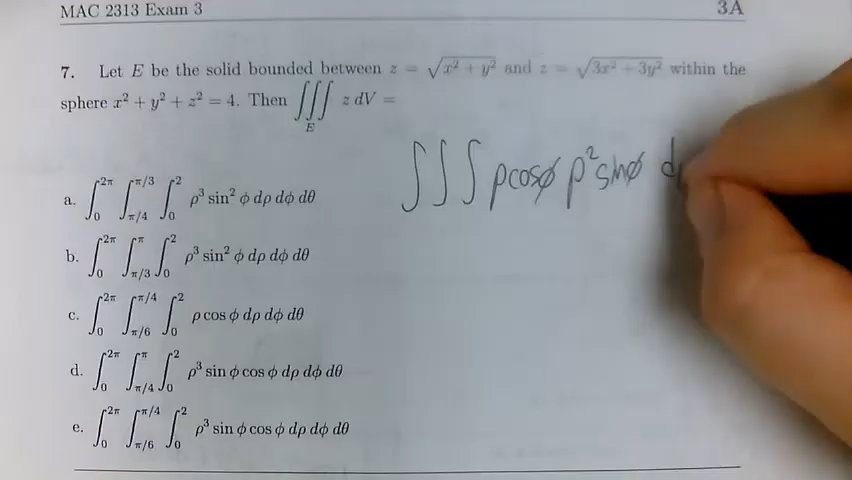 MAC 2313 Exam 3 3A
7. Let E be the solid bounded between z = √(x² + y²) and z = √(3x² + 3y²) within the
sphere x² + y² + z² = 4. Then ∭_E z dV =
∫∫∫ ρcosϕ ρ²sinϕ d
a. ∫_0^{2π} ∫_{π/4}^{π/3} ∫_0^2 ρ³ sin² ϕ dρ dϕ dθ
b. ∫_0^{2π} ∫_{π/3}^{π} ∫_0^2 ρ³ sin² ϕ dρ dϕ dθ
c. ∫_0^{2π} ∫_{π/6}^{π/4} ∫_0^2 ρ cos ϕ dρ dϕ dθ
d. ∫_0^{2π} ∫_{π/4}^{π} ∫_0^2 ρ³ sin ϕ cos ϕ dρ dϕ dθ
e. ∫_0^{2π} ∫_{π/6}^{π/4} ∫_0^2 ρ³ sin ϕ cos ϕ dρ dϕ dθ